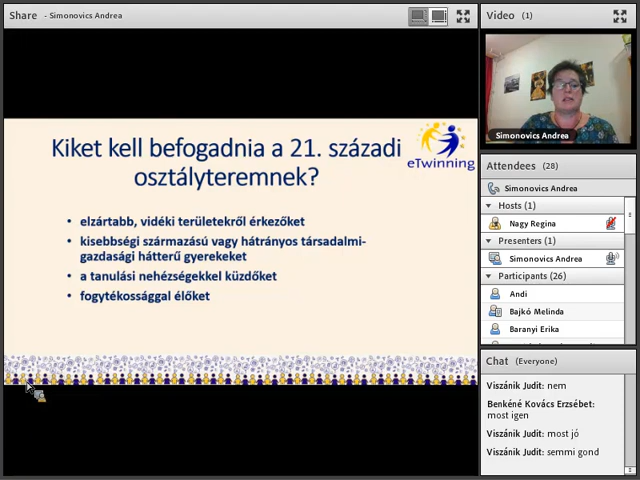 Share - Simonovics Andrea
Kiket kell befogadnia a 21. századi
osztályteremnek?
eTwinning
• elzártabb, vidéki területekről érkezőket
• kisebbségi származású vagy hátrányos társadalmi-
gazdasági hátterű gyerekeket
• a tanulási nehézségekkel küzdőket
• fogytékossággal élőket
Video (1)
Simonovics Andrea
Attendees (28)
Simonovics Andrea
Hosts (1)
Nagy Regina
Presenters (1)
Simonovics Andrea
Participants (26)
Andi
Bajkó Melinda
Baranyi Erika
Chat (Everyone)
Viszánik Judit: nem
Benkéné Kovács Erzsébet:
most igen
Viszánik Judit: most jó
Viszánik Judit: semmi gond